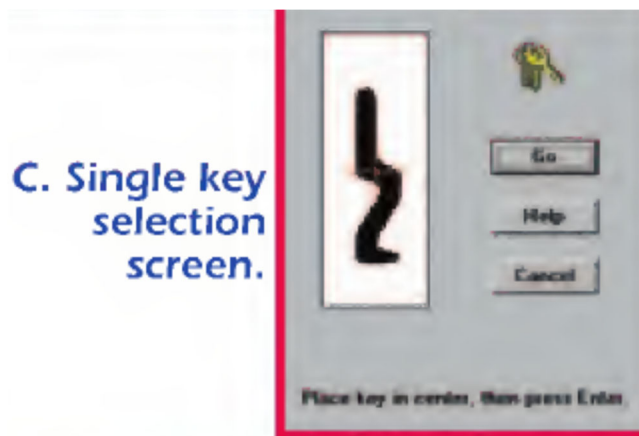 C. Single key
selection
screen.
Go
Help
Cancel
Place key in center, then press Enter.